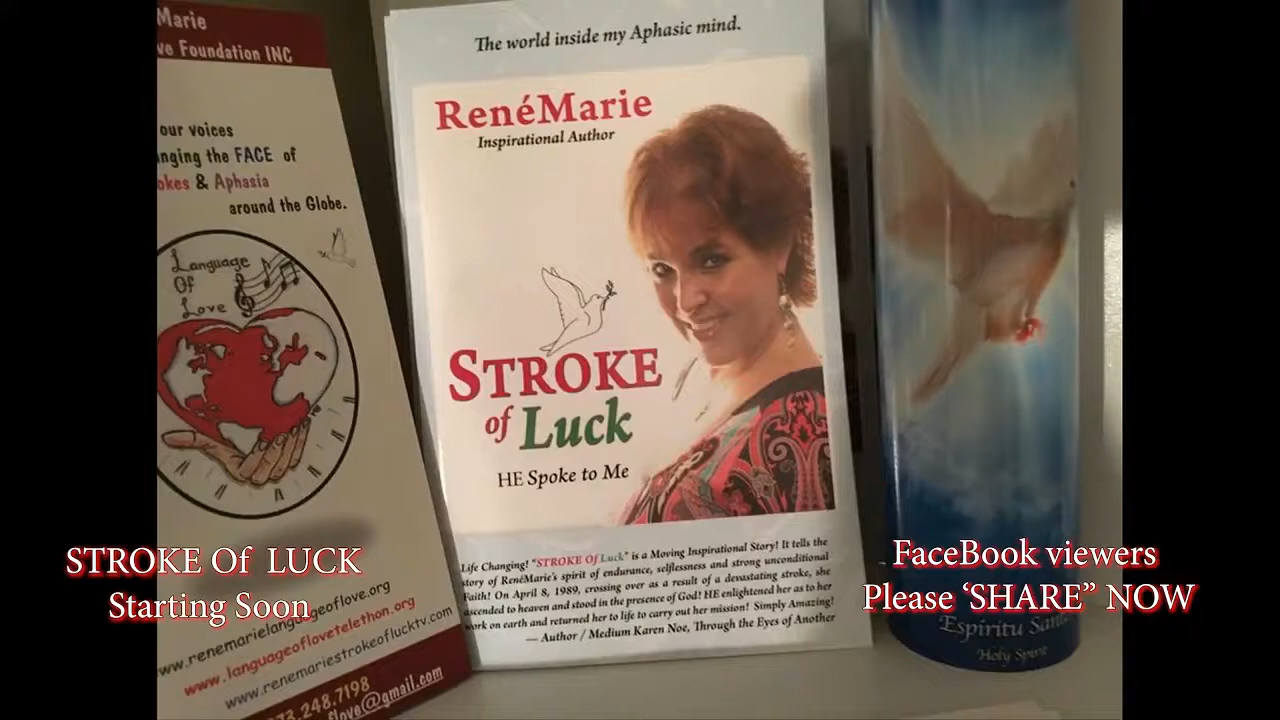 Marie
ve Foundation INC
our voices
nging the FACE of
okes & Aphasia
around the Globe.
Language
Of
Love
www.renemarielanguageoflove.org
www.languageoflovetelethon.org
www.renemariestrokeoflucktv.com
73.248.7198
flove@gmail.com
The world inside my Aphasic mind.
RenéMarie
Inspirational Author
STROKE
of Luck
HE Spoke to Me
Life Changing! "STROKE Of Luck" is a Moving Inspirational Story! It tells the
story of RenéMarie's spirit of endurance, selflessness and strong unconditional
Faith! On April 8, 1989, crossing over as a result of a devastating stroke, she
ascended to heaven and stood in the presence of God! HE enlightened her as to her
work on earth and returned her to life to carry out her mission! Simply Amazing!
— Author / Medium Karen Noe, Through the Eyes of Another
Espíritu Sant
Holy Spirit
STROKE Of LUCK
Starting Soon
FaceBook viewers
Please ‘SHARE” NOW